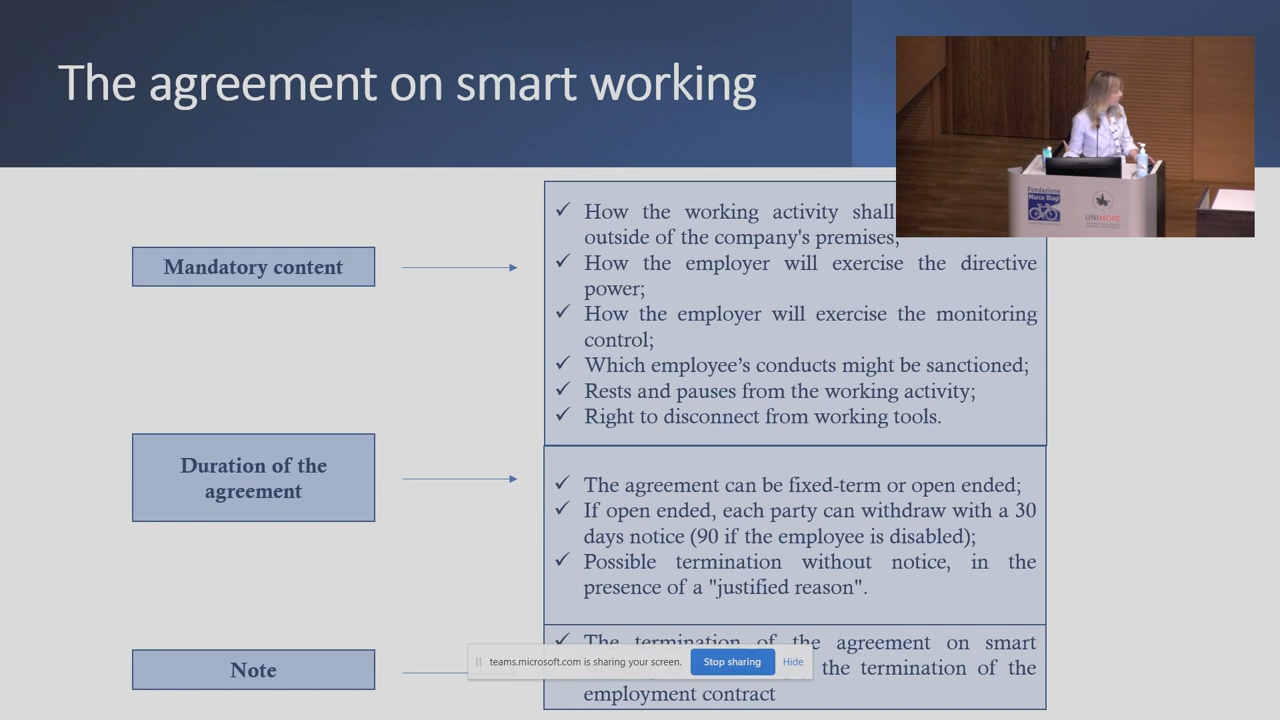 The agreement on smart working
Fondazione
Marco Biagi
UNIMORE
Mandatory content
✓ How the working activity shall
outside of the company's premises;
✓ How the employer will exercise the directive
power;
✓ How the employer will exercise the monitoring
control;
✓ Which employee’s conducts might be sanctioned;
✓ Rests and pauses from the working activity;
✓ Right to disconnect from working tools.
Duration of the
agreement
✓ The agreement can be fixed-term or open ended;
✓ If open ended, each party can withdraw with a 30
days notice (90 if the employee is disabled);
✓ Possible termination without notice, in the
presence of a "justified reason".
Note
✓ The termination of the agreement on smart
the termination of the
employment contract
teams.microsoft.com is sharing your screen.
Stop sharing
Hide